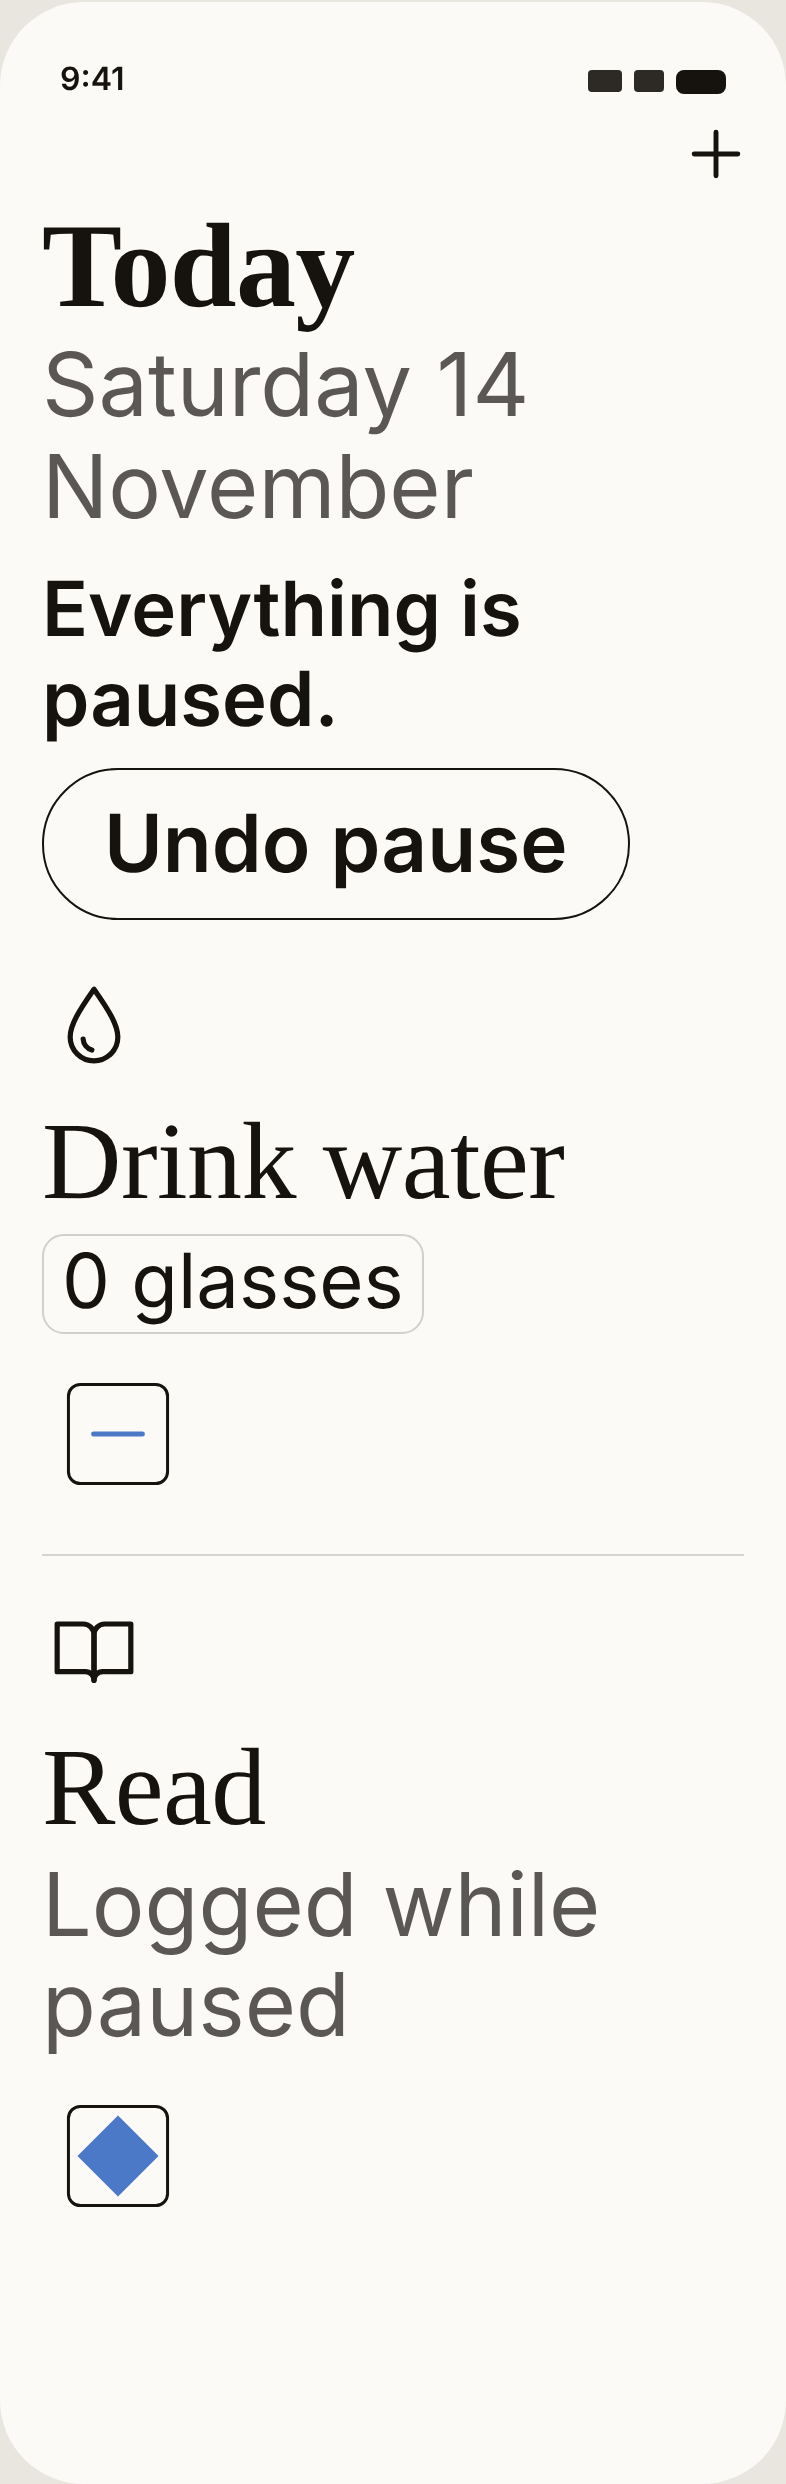 9:41
Today
Saturday 14
November
Everything is
paused.
Undo pause
Drink water
0 glasses
Read
Logged while
paused